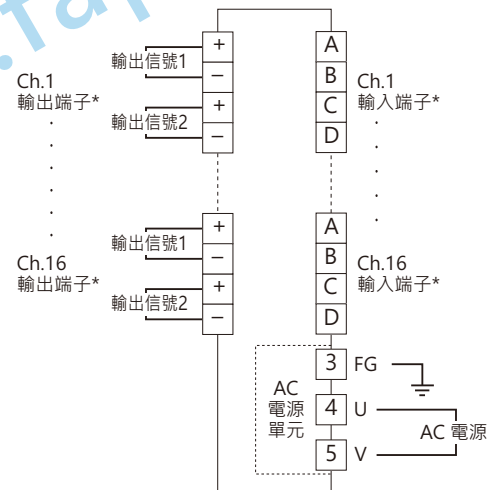 Ch.1
輸出端子*
輸出信號1
+
−
輸出信號2
+
−
A
B
C
D
Ch.1
輸入端子*
Ch.16
輸出端子*
輸出信號1
+
−
輸出信號2
+
−
A
B
C
D
Ch.16
輸入端子*
AC
電源
單元
3 FG
4 U
5 V
AC 電源